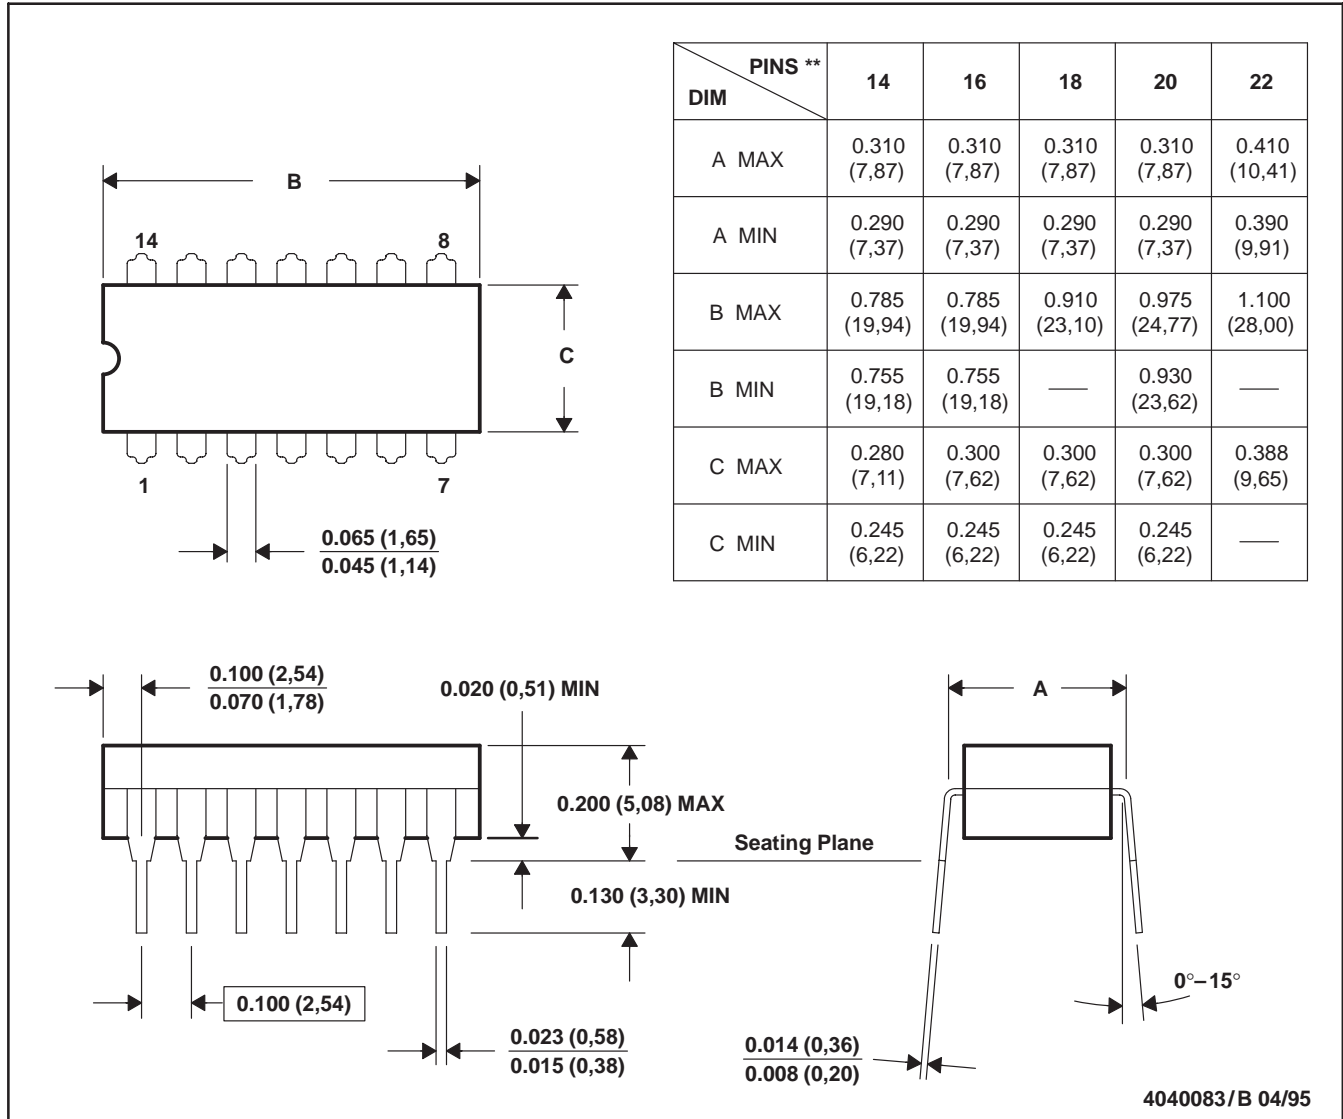 PINS **
DIM
14 16 18 20 22
A MAX 0.310 (7,87) 0.310 (7,87) 0.310 (7,87) 0.310 (7,87) 0.410 (10,41)
A MIN 0.290 (7,37) 0.290 (7,37) 0.290 (7,37) 0.290 (7,37) 0.390 (9,91)
B MAX 0.785 (19,94) 0.785 (19,94) 0.910 (23,10) 0.975 (24,77) 1.100 (28,00)
B MIN 0.755 (19,18) 0.755 (19,18) — 0.930 (23,62) —
C MAX 0.280 (7,11) 0.300 (7,62) 0.300 (7,62) 0.300 (7,62) 0.388 (9,65)
C MIN 0.245 (6,22) 0.245 (6,22) 0.245 (6,22) 0.245 (6,22) —
B
14 8
C
1 7
0.065 (1,65)
0.045 (1,14)
0.100 (2,54)
0.070 (1,78)
0.020 (0,51) MIN
0.200 (5,08) MAX
Seating Plane
0.130 (3,30) MIN
0.100 (2,54)
0.023 (0,58)
0.015 (0,38)
A
0°–15°
0.014 (0,36)
0.008 (0,20)
4040083/B 04/95